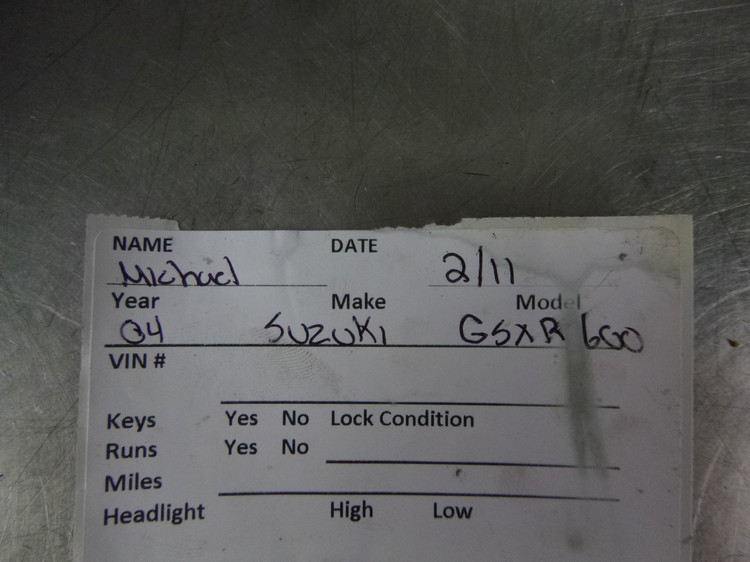 NAME DATE 2/11
Michael
Year Make Model
04 SUZUKI GSXR 600
VIN #
Keys Yes No Lock Condition
Runs Yes No
Miles
Headlight High Low